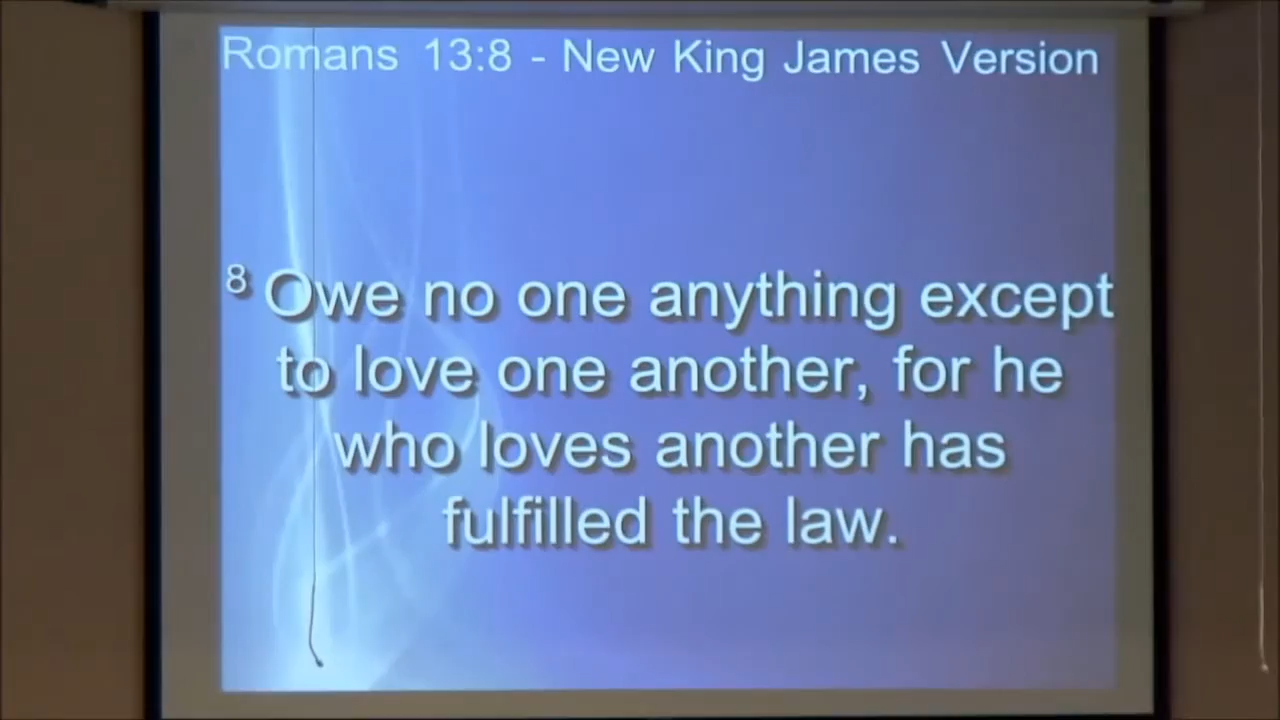 Romans 13:8 - New King James Version
8 Owe no one anything except
to love one another, for he
who loves another has
fulfilled the law.